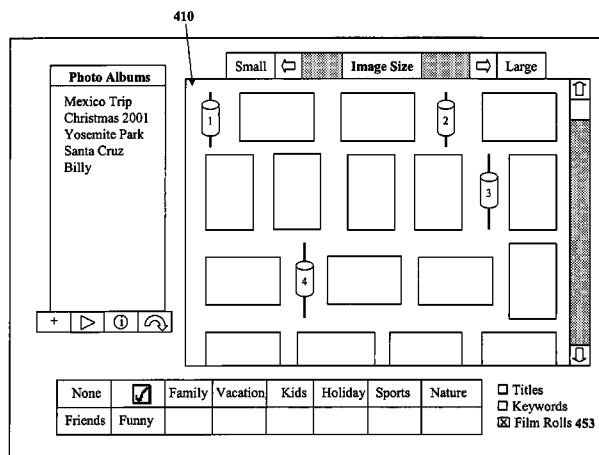 410
Small Image Size Large
Photo Albums
Mexico Trip
Christmas 2001
Yosemite Park
Santa Cruz
Billy
1
2
3
4
+ i
None Family Vacation Kids Holiday Sports Nature
Friends Funny
Titles
Keywords
Film Rolls 453